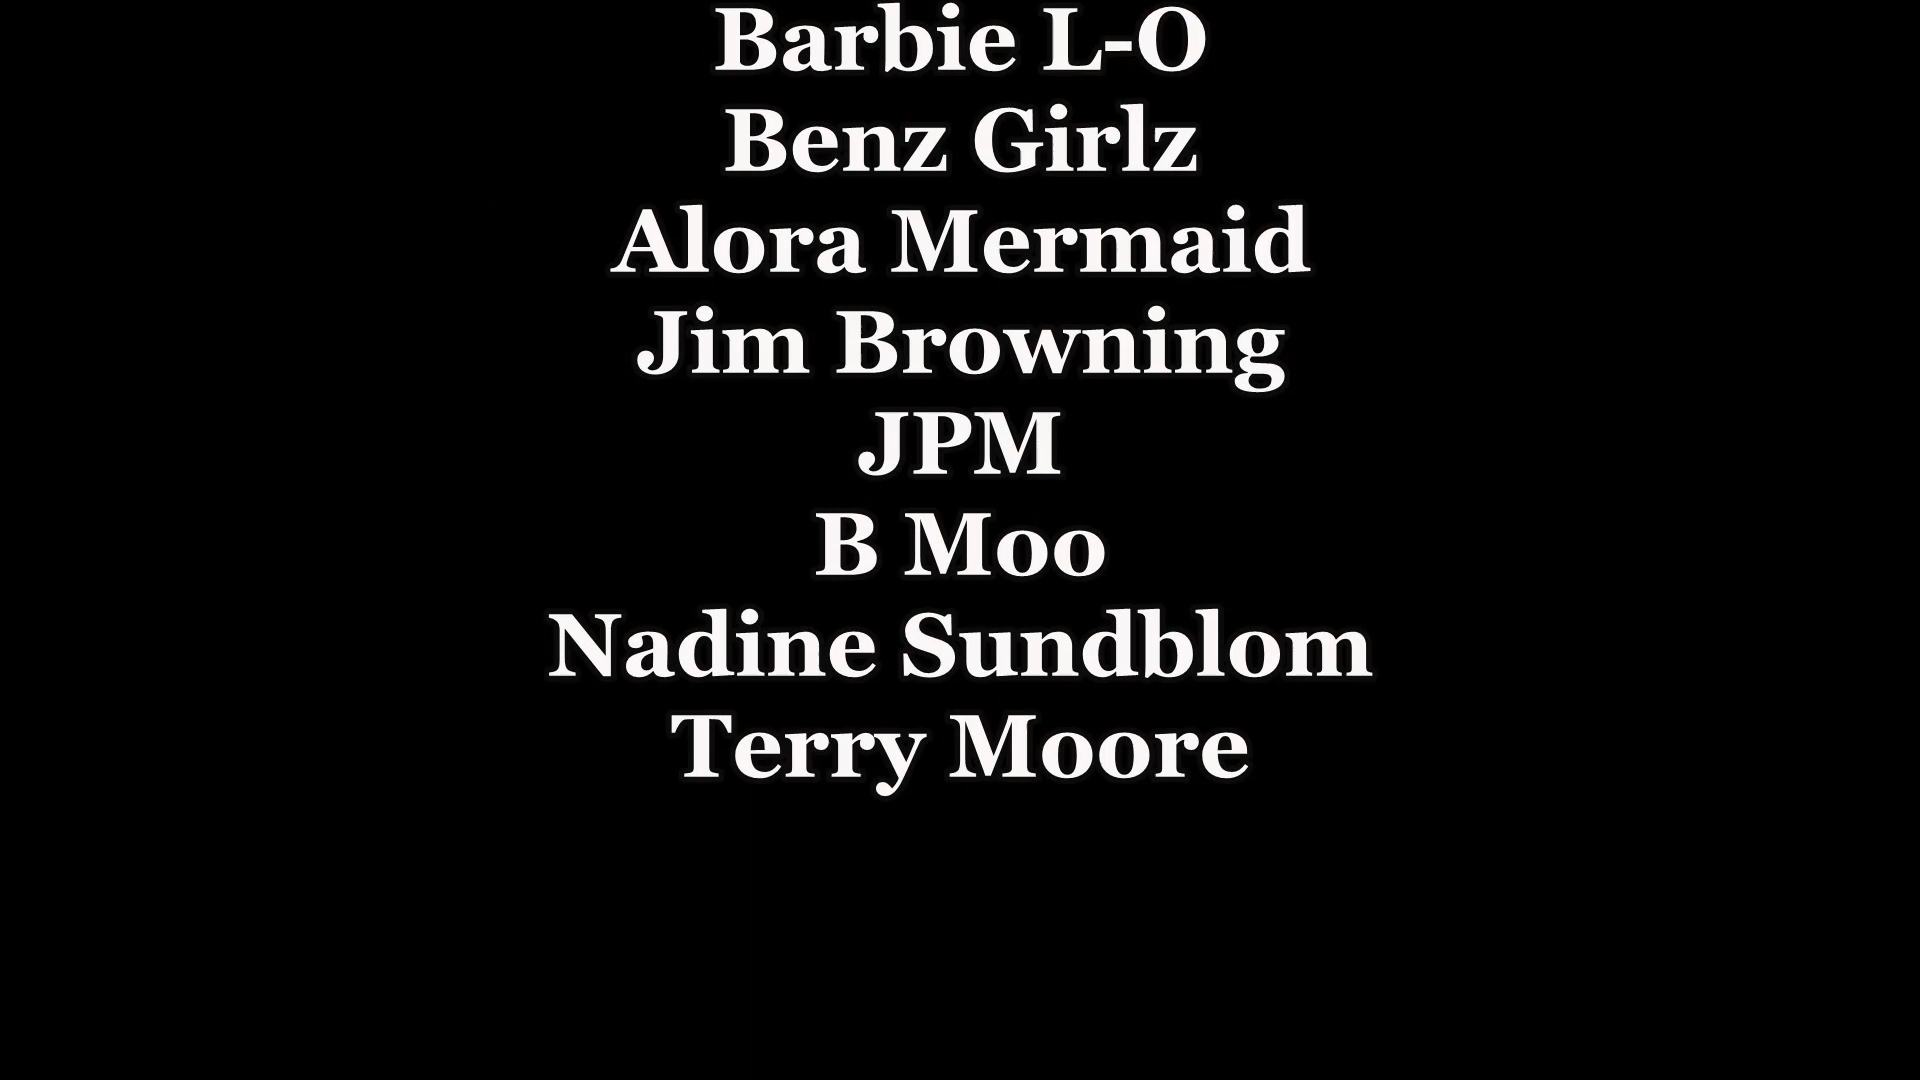 Barbie L-O
Benz Girlz
Alora Mermaid
Jim Browning
JPM
B Moo
Nadine Sundblom
Terry Moore